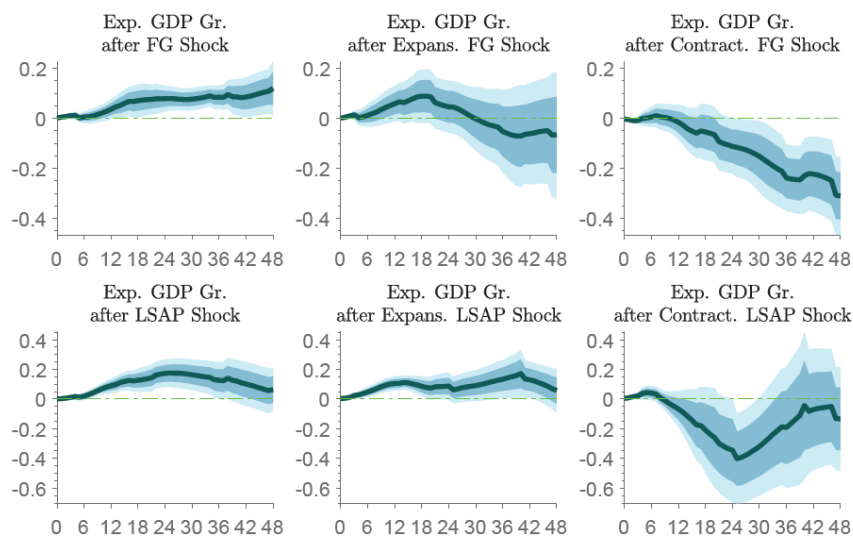 Exp. GDP Gr.
after FG Shock
0.2
0
-0.2
-0.4
0 6 12 18 24 30 36 42 48
Exp. GDP Gr.
after Expans. FG Shock
0.2
0
-0.2
-0.4
0 6 12 18 24 30 36 42 48
Exp. GDP Gr.
after Contract. FG Shock
0.2
0
-0.2
-0.4
0 6 12 18 24 30 36 42 48
Exp. GDP Gr.
after LSAP Shock
0.4
0.2
0
-0.2
-0.4
-0.6
0 6 12 18 24 30 36 42 48
Exp. GDP Gr.
after Expans. LSAP Shock
0.4
0.2
0
-0.2
-0.4
-0.6
0 6 12 18 24 30 36 42 48
Exp. GDP Gr.
after Contract. LSAP Shock
0.4
0.2
0
-0.2
-0.4
-0.6
0 6 12 18 24 30 36 42 48